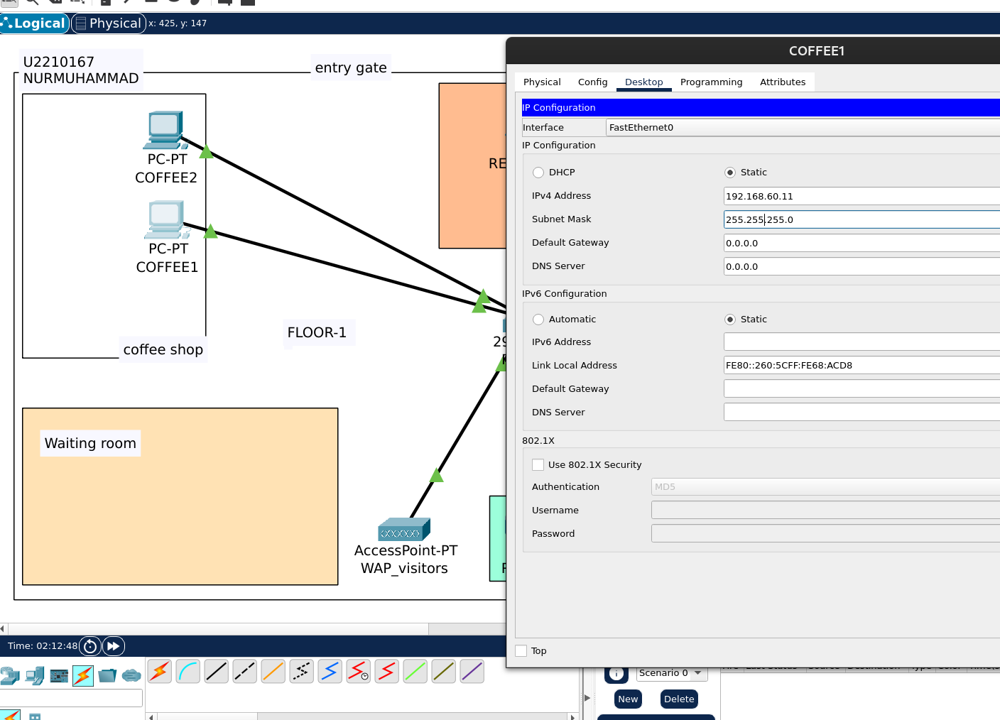 Logical Physical x: 425, y: 147
U2210167
NURMUHAMMAD
entry gate
PC-PT
COFFEE2
PC-PT
COFFEE1
coffee shop
FLOOR-1
RE
29
Waiting room
AccessPoint-PT
WAP_visitors
COFFEE1
Physical Config Desktop Programming Attributes
IP Configuration
Interface FastEthernet0
IP Configuration
DHCP Static
IPv4 Address 192.168.60.11
Subnet Mask 255.255.255.0
Default Gateway 0.0.0.0
DNS Server 0.0.0.0
IPv6 Configuration
Automatic Static
IPv6 Address
Link Local Address FE80::260:5CFF:FE68:ACD8
Default Gateway
DNS Server
802.1X
Use 802.1X Security
Authentication MD5
Username
Password
Top
Time: 02:12:48
Scenario 0
New Delete